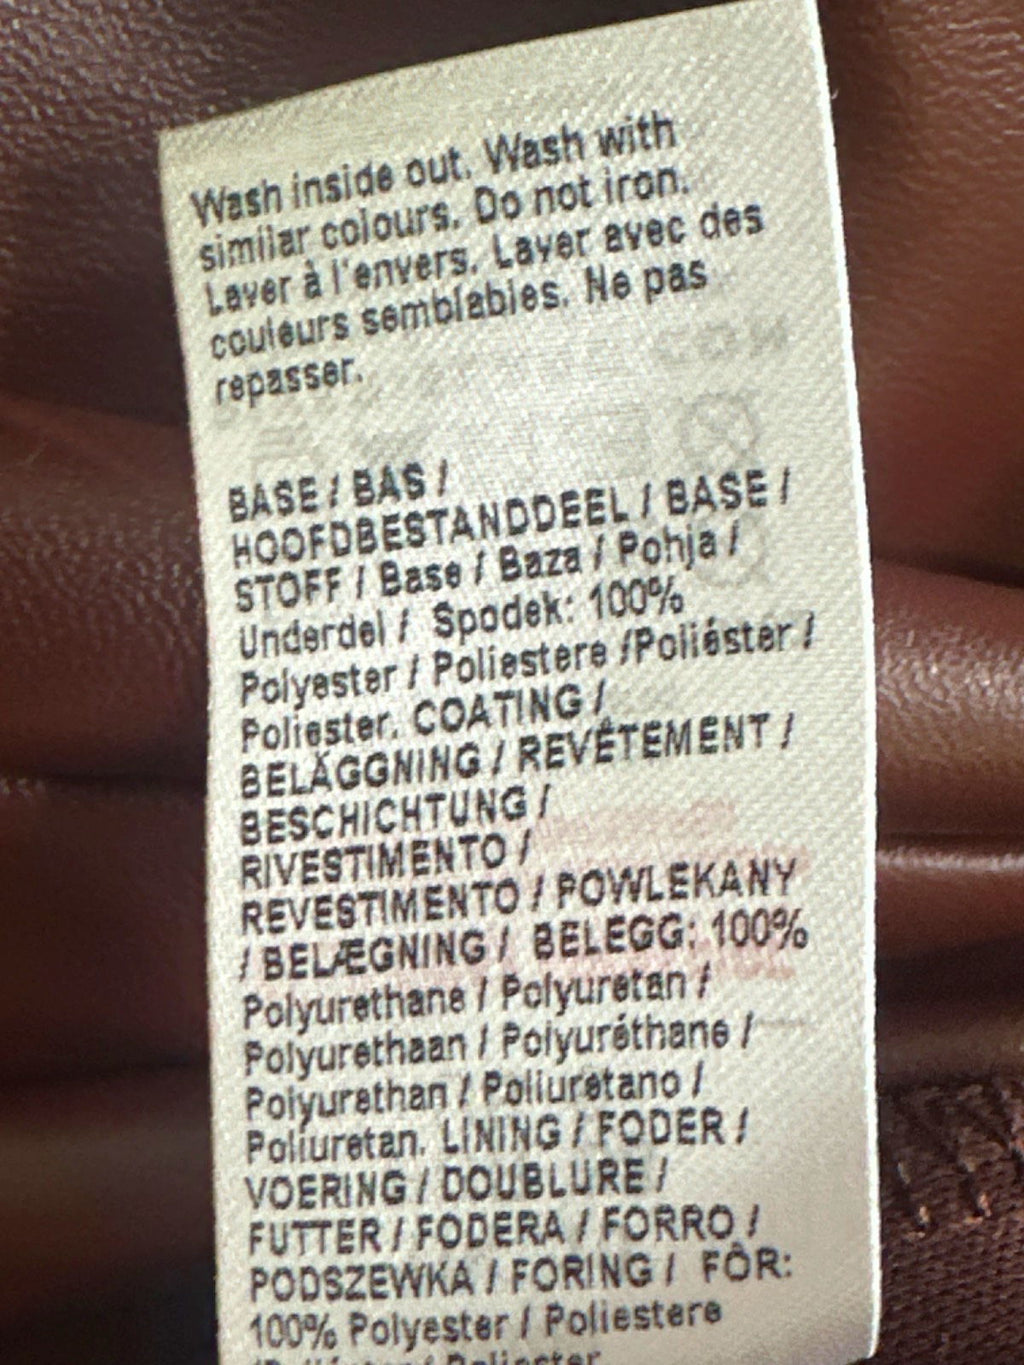 Wash inside out. Wash with
similar colours. Do not iron.
Laver à l'envers. Laver avec des
couleurs semblables. Ne pas
repasser.
BASE / BAS /
HOOFDBESTANDDEEL / BASE /
STOFF / Base / Baza / Pohja /
Underdel / Spodek: 100%
Polyester / Poliestere /Poliéster /
Poliester. COATING /
BELÄGGNING / REVÊTEMENT /
BESCHICHTUNG /
RIVESTIMENTO /
REVESTIMENTO / POWLEKANY
/ BELÆGNING / BELEGG: 100%
Polyurethane / Polyuretan /
Polyurethaan / Polyuréthane /
Polyurethan / Poliuretano /
Poliuretan. LINING / FODER /
VOERING / DOUBLURE /
FUTTER / FODERA / FORRO /
PODSZEWKA / FORING / FÔR:
100% Polyester / Poliestere
/Poliéster / Poliester